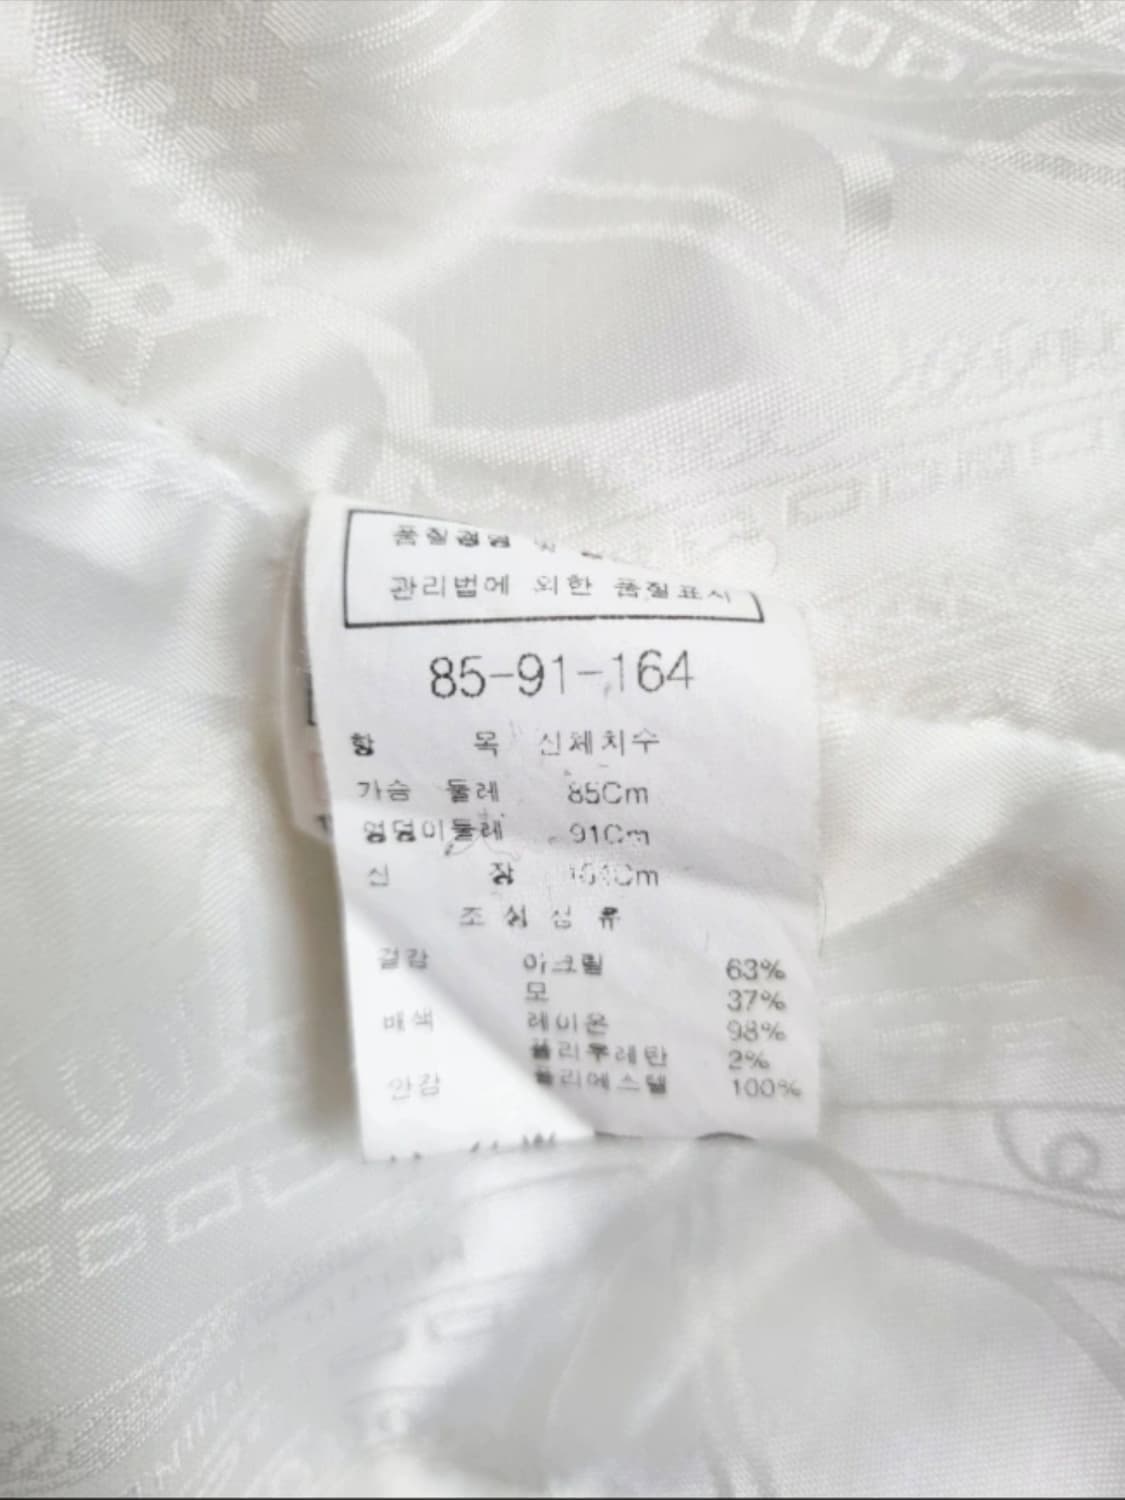 관리법에 의한 품질표시
85-91-164
항 목 신체치수
가슴 둘레 85Cm
엉덩이둘레 91Cm
신 장 164Cm
조 성 섬 유
겉감 아크릴 63%
모 37%
배색 레이온 98%
폴리우레탄 2%
안감 폴리에스텔 100%